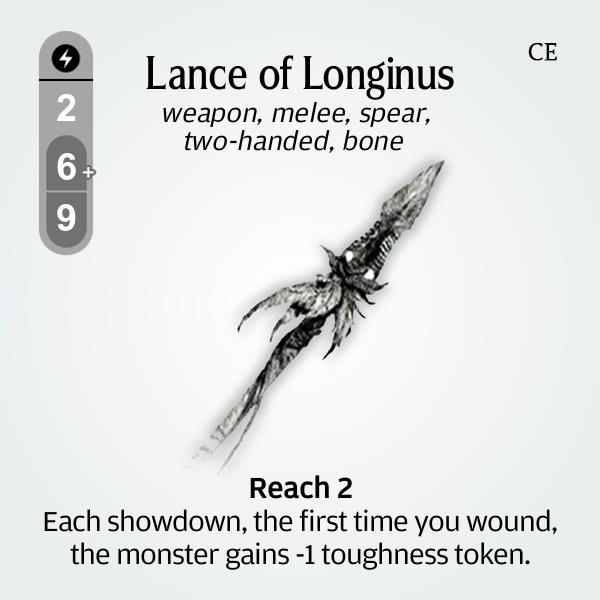 CE
Lance of Longinus
weapon, melee, spear,
two-handed, bone
2
6+
9
Reach 2
Each showdown, the first time you wound,
the monster gains -1 toughness token.